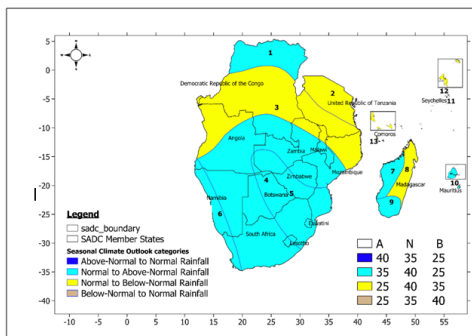 5
0
-5
-10
-15
-20
-25
-30
-35
-40
-10 -5 0 5 10 15 20 25 30 35 40 45 50 55
1
Democratic Republic of the Congo
2
United Republic of Tanzania
3
12
11
Seychelles
Comoros
13
Angola
Zambia
Malawi
Mozambique
4
Zimbabwe
Botswana
5
Namibia
6
7
8
Madagascar
9
10
Mauritius
South Africa
Eswatini
Lesotho
Legend
sadc_boundary
SADC Member States
Seasonal Climate Outlook categories
Above-Normal to Normal Rainfall
Normal to Above-Normal Rainfall
Normal to Below-Normal Rainfall
Below-Normal to Normal Rainfall
A N B
40 35 25
35 40 25
25 40 35
25 35 40